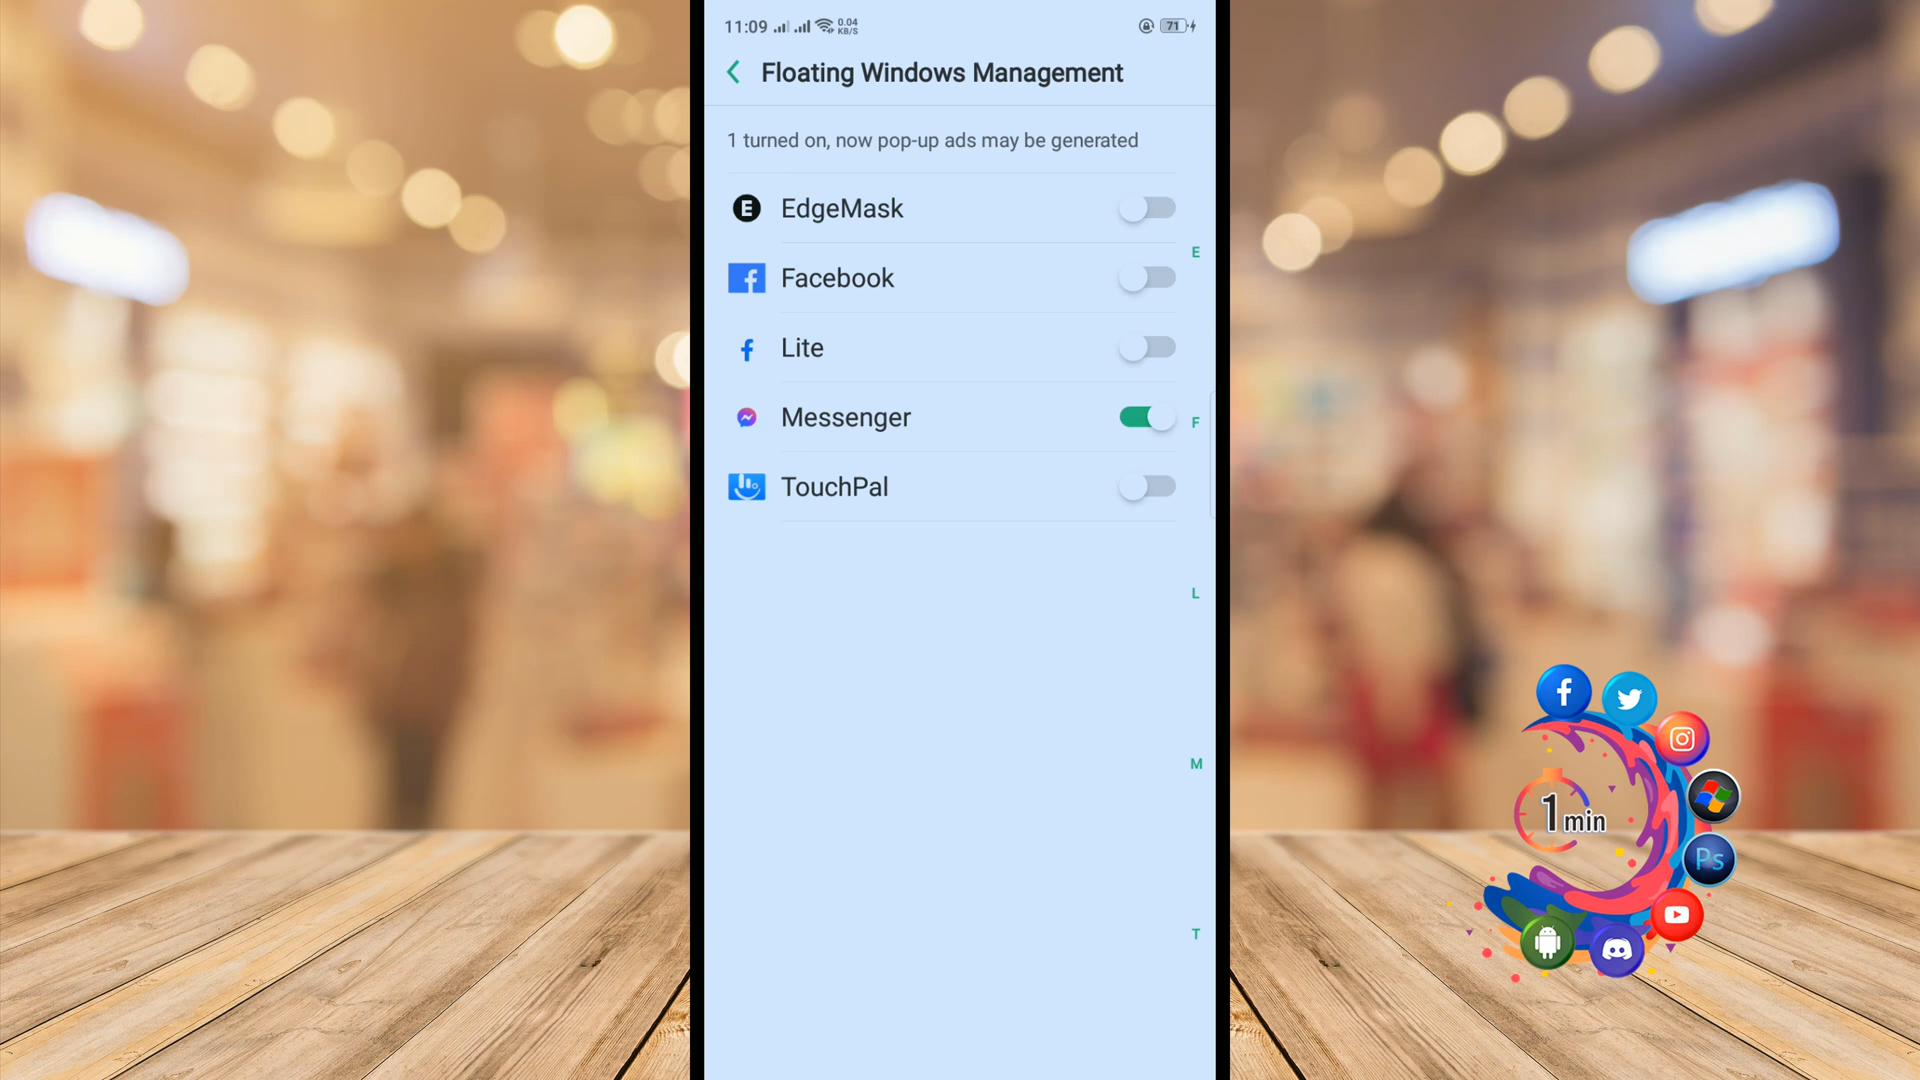 11:09 0.04 KB/S 71
Floating Windows Management
1 turned on, now pop-up ads may be generated
E EdgeMask
E
Facebook
Lite
Messenger
F
TouchPal
L
M
T
1 min
Ps